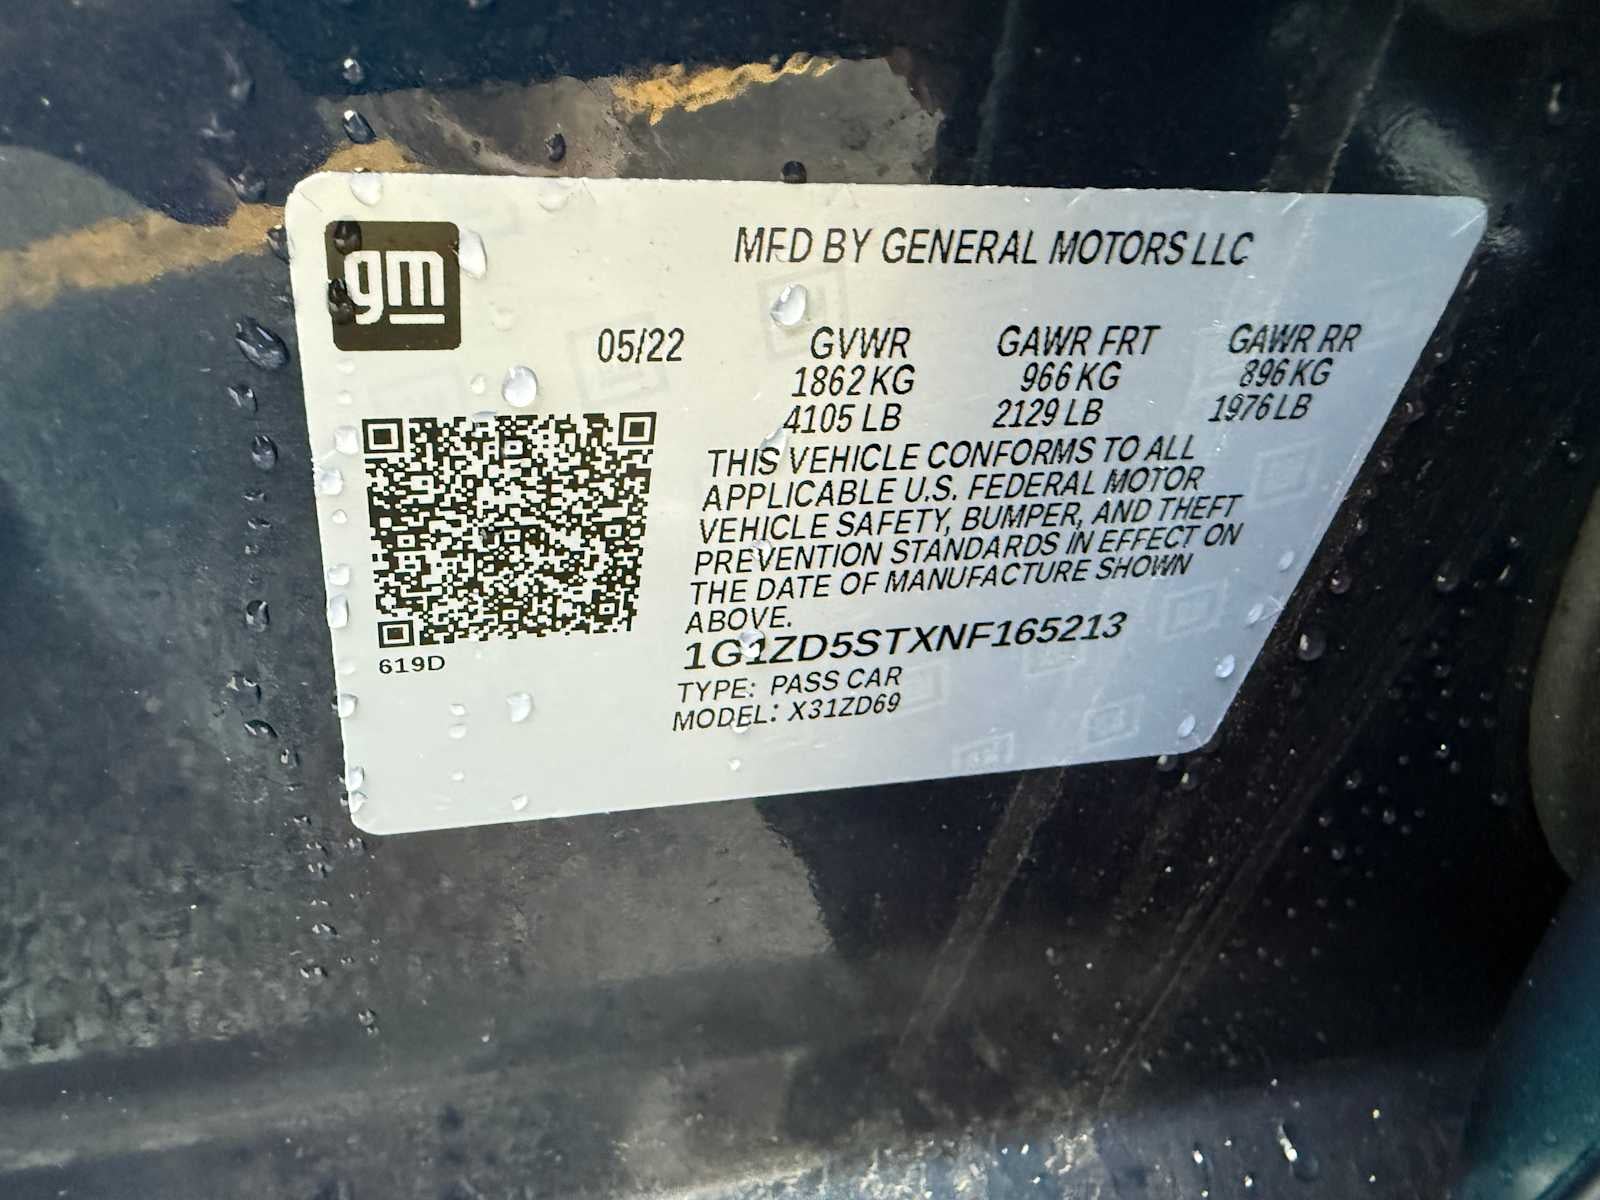 gm
MFD BY GENERAL MOTORS LLC
05/22 GVWR GAWR FRT GAWR RR
1862 KG 966 KG 896 KG
4105 LB 2129 LB 1976 LB
THIS VEHICLE CONFORMS TO ALL
APPLICABLE U.S. FEDERAL MOTOR
VEHICLE SAFETY, BUMPER, AND THEFT
PREVENTION STANDARDS IN EFFECT ON
THE DATE OF MANUFACTURE SHOWN
ABOVE.
1G1ZD5STXNF165213
TYPE: PASS CAR
MODEL: X31ZD69
619D